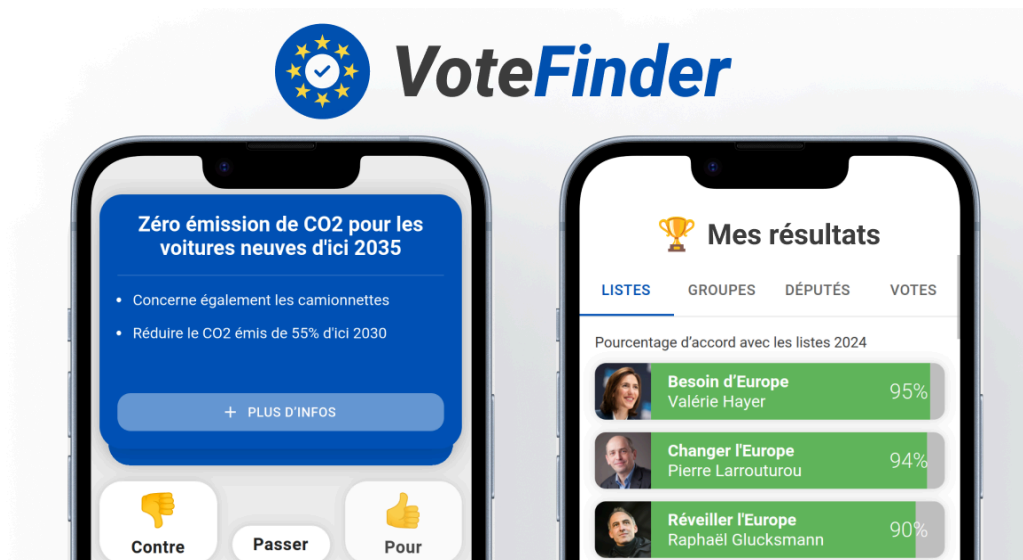 VoteFinder
Zéro émission de CO2 pour les
voitures neuves d'ici 2035
• Concerne également les camionnettes
• Réduire le CO2 émis de 55% d'ici 2030
+ PLUS D'INFOS
Contre
Passer
Pour
Mes résultats
LISTES GROUPES DÉPUTÉS VOTES
Pourcentage d’accord avec les listes 2024
Besoin d’Europe
Valérie Hayer
95%
Changer l'Europe
Pierre Larrouturou
94%
Réveiller l'Europe
Raphaël Glucksmann
90%